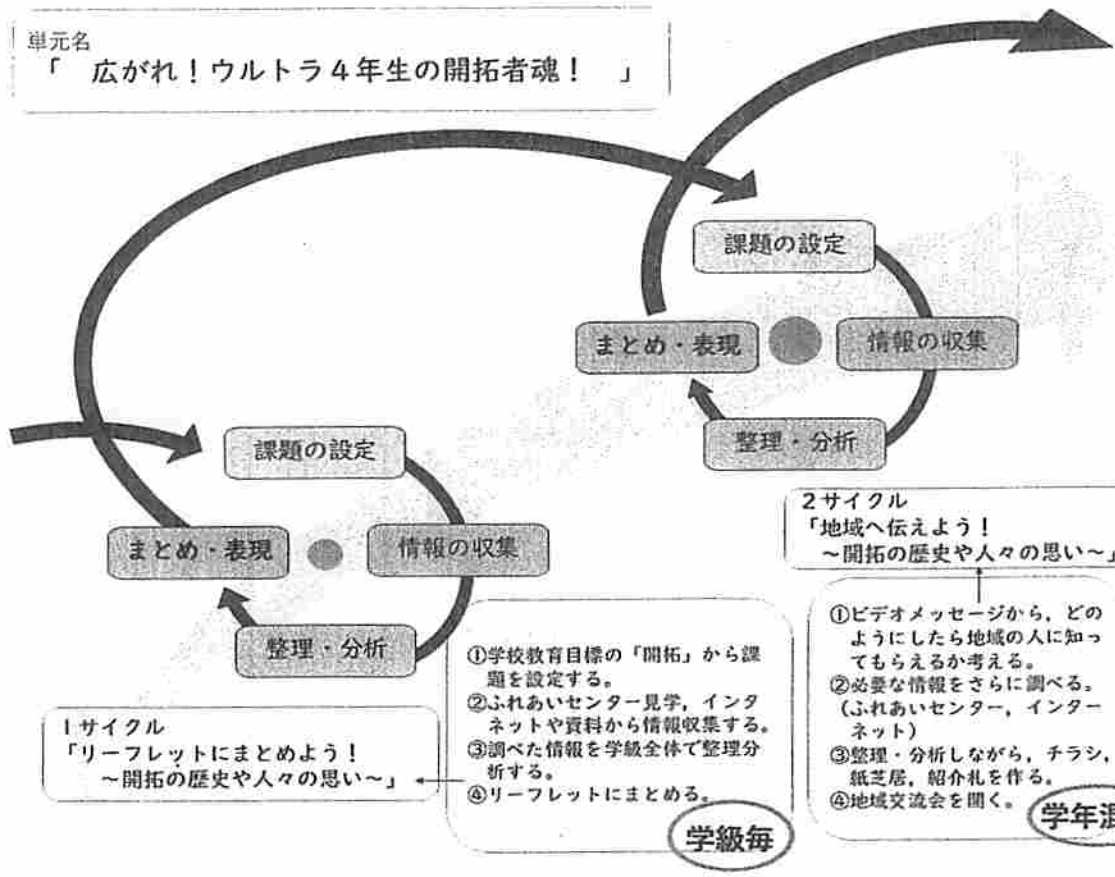 単元名
「 広がれ！ウルトラ4年生の開拓者魂！ 」
課題の設定
まとめ・表現
情報の収集
整理・分析
課題の設定
まとめ・表現
情報の収集
整理・分析
1サイクル
「リーフレットにまとめよう！
～開拓の歴史や人々の思い～」
①学校教育目標の「開拓」から課
題を設定する。
②ふれあいセンター見学，インタ
ネットや資料から情報収集する。
③調べた情報を学級全体で整理分
析する。
④リーフレットにまとめる。
学級毎
2サイクル
「地域へ伝えよう！
～開拓の歴史や人々の思い～」
①ビデオメッセージから，どの
ようにしたら地域の人に知っ
てもらえるか考える。
②必要な情報をさらに調べる。
（ふれあいセンター，インター
ネット）
③整理・分析しながら，チラシ，
紙芝居，紹介札を作る。
④地域交流会を開く。
学年混